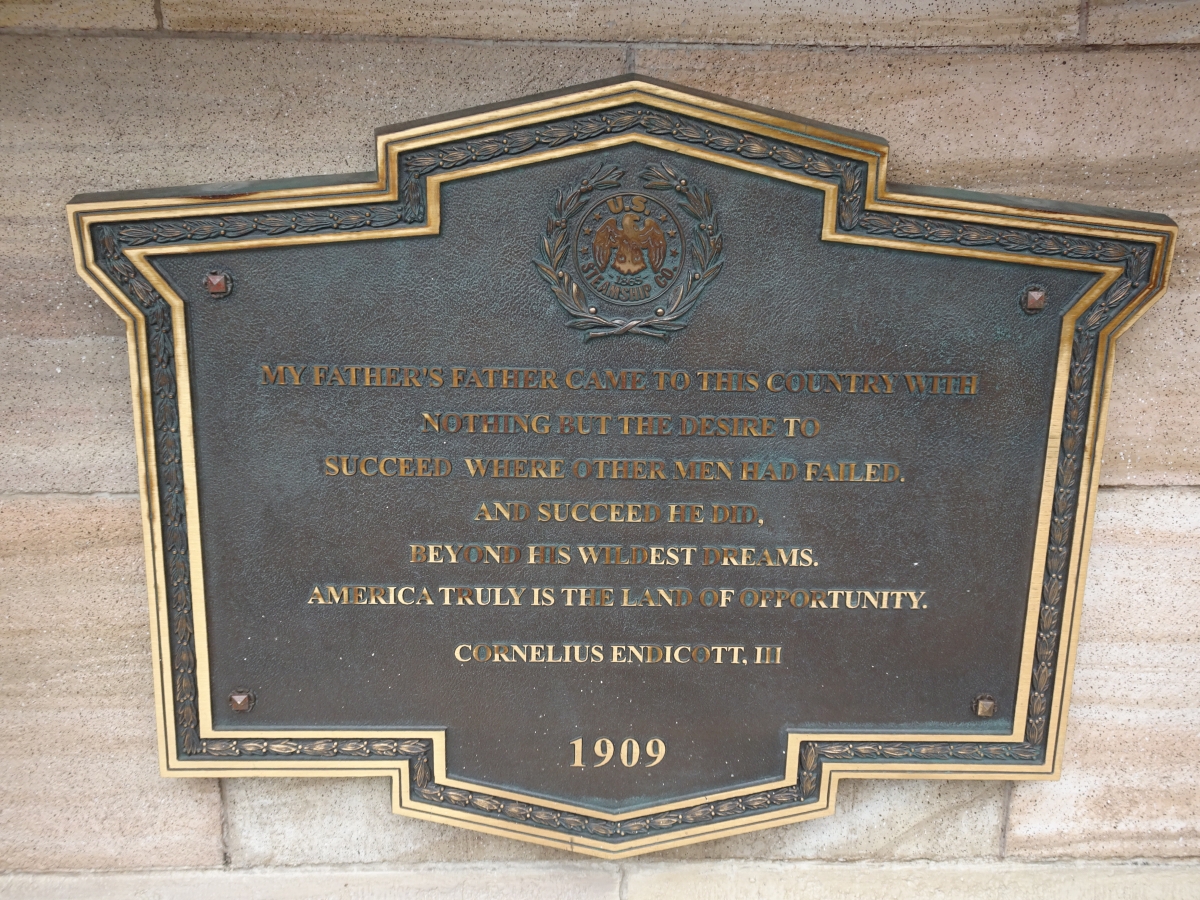 U.S.
STEAMSHIP CO.
MY FATHER'S FATHER CAME TO THIS COUNTRY WITH
NOTHING BUT THE DESIRE TO
SUCCEED WHERE OTHER MEN HAD FAILED.
AND SUCCEED HE DID,
BEYOND HIS WILDEST DREAMS.
AMERICA TRULY IS THE LAND OF OPPORTUNITY.
CORNELIUS ENDICOTT, III
1909